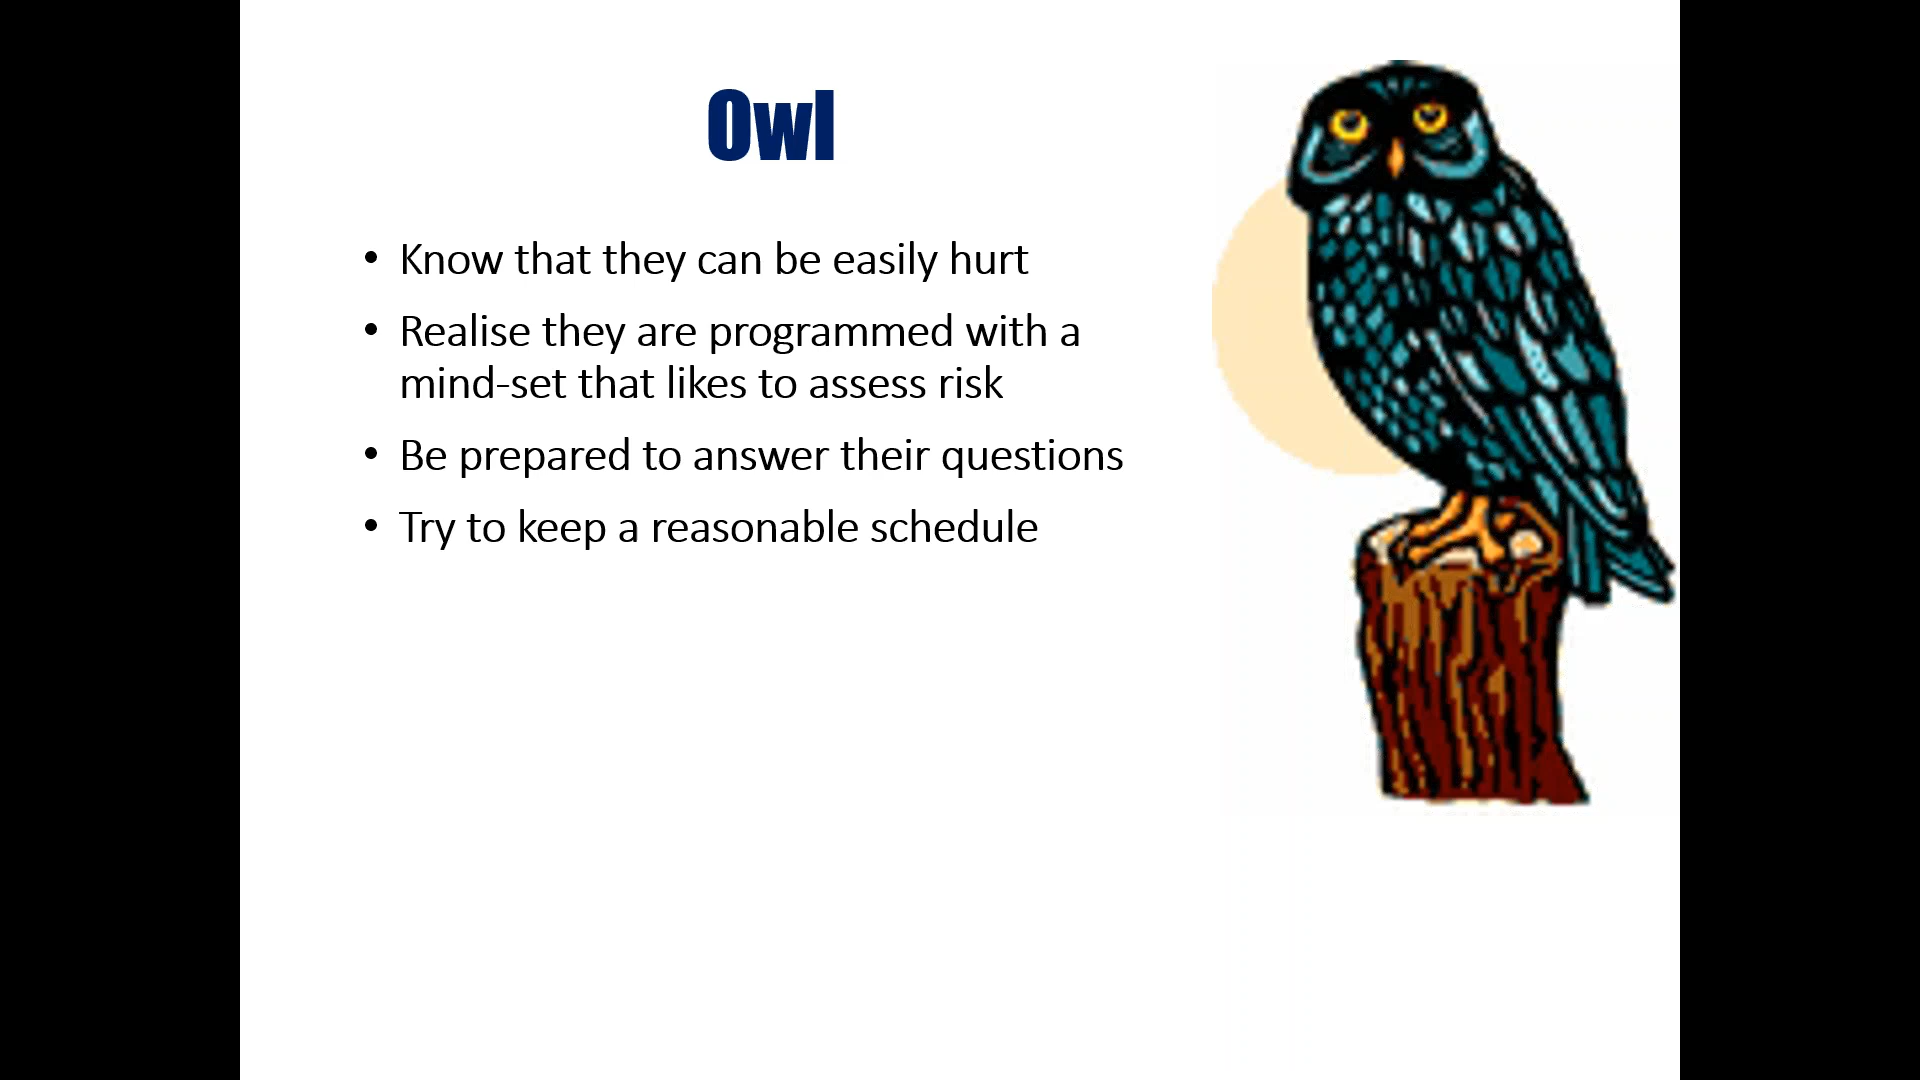 Owl
• Know that they can be easily hurt
• Realise they are programmed with a
mind-set that likes to assess risk
• Be prepared to answer their questions
• Try to keep a reasonable schedule